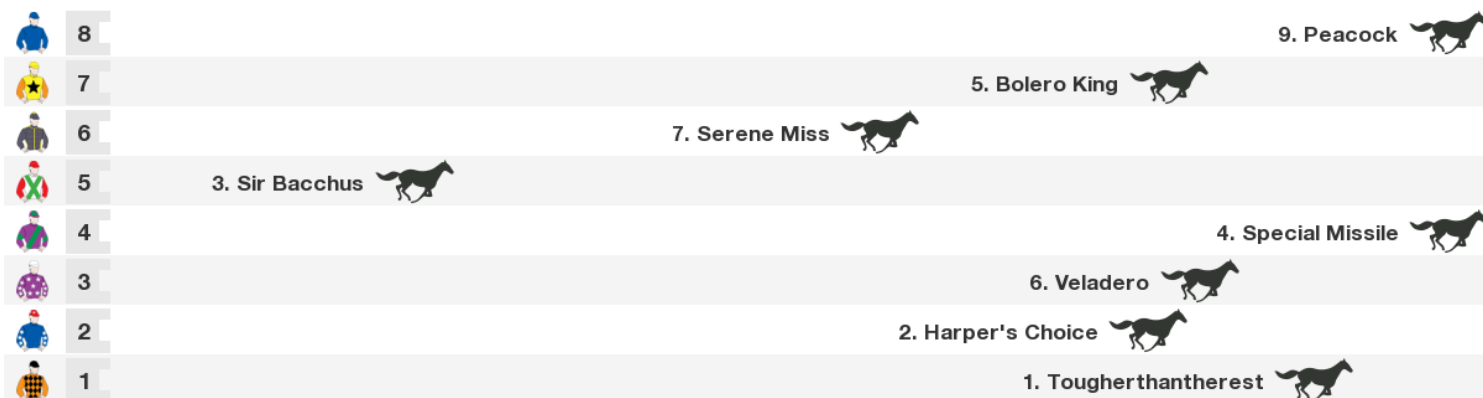 8 9. Peacock
7 5. Bolero King
6 7. Serene Miss
5 3. Sir Bacchus
4 4. Special Missile
3 6. Veladero
2 2. Harper's Choice
1 1. Tougherthantherest